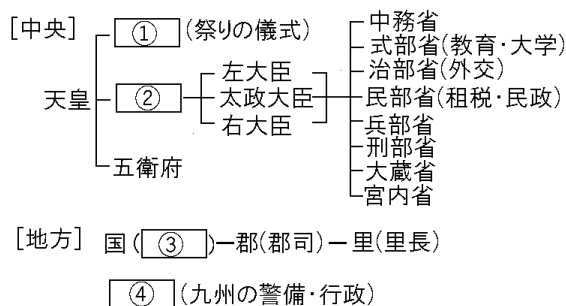 [中央]
①(祭りの儀式)
天皇
②
五衛府
左大臣
太政大臣
右大臣
中務省
式部省(教育・大学)
治部省(外交)
民部省(租税・民政)
兵部省
刑部省
大蔵省
宮内省
[地方] 国(③)ー郡(郡司)ー里(里長)
④(九州の警備・行政)